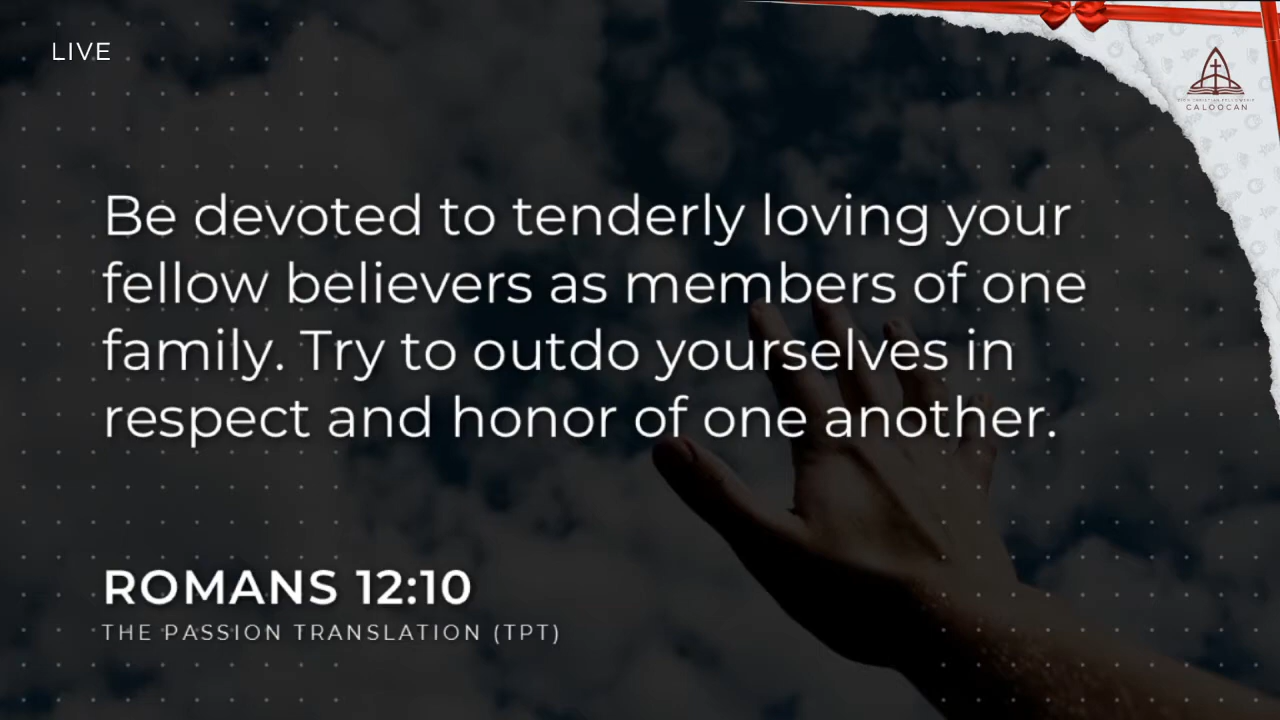 LIVE
CALOOCAN
Be devoted to tenderly loving your
fellow believers as members of one
family. Try to outdo yourselves in
respect and honor of one another.
ROMANS 12:10
THE PASSION TRANSLATION (TPT)